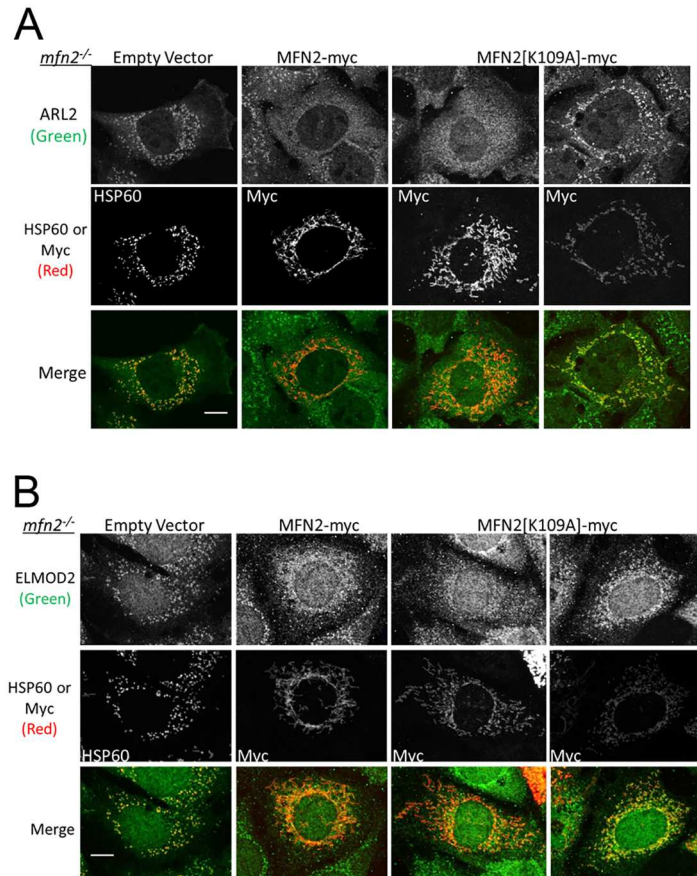 A
mfn2-/- Empty Vector MFN2-myc MFN2[K109A]-myc
ARL2
(Green)
HSP60 Myc Myc
HSP60 or
Myc
(Red)
Merge
B
mfn2-/- Empty Vector MFN2-myc MFN2[K109A]-myc
ELMOD2
(Green)
HSP60 or
Myc
(Red)
HSP60 Myc Myc Myc
Merge